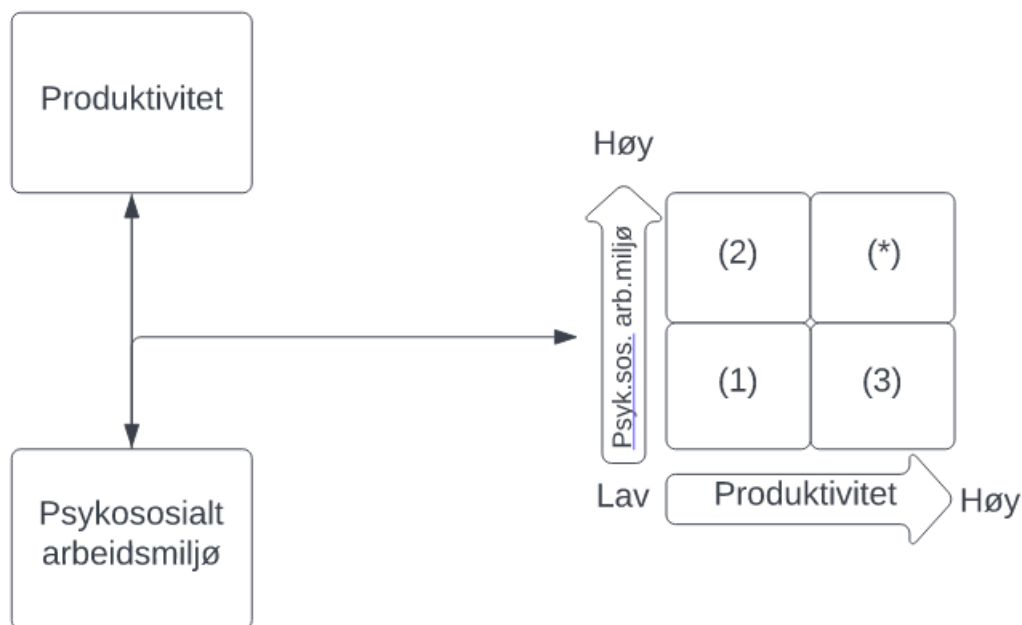 Produktivitet
Psykososialt
arbeidsmiljø
Høy
Psyk.sos. arb.miljø
(2)
(*)
(1)
(3)
Lav
Produktivitet
Høy